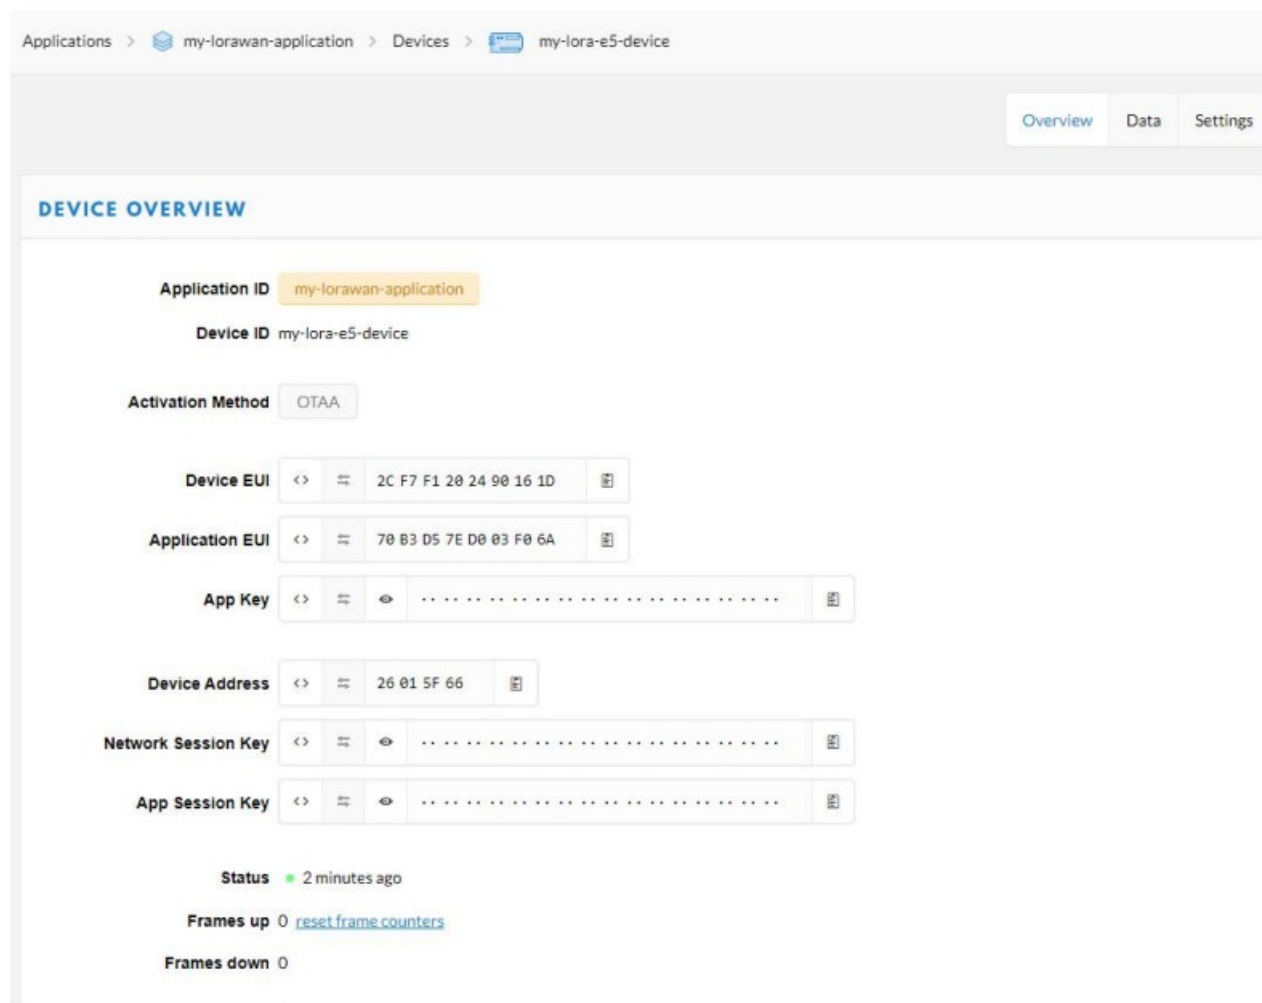 Applications > my-lorawan-application > Devices > my-lora-e5-device
Overview Data Settings
DEVICE OVERVIEW
Application ID my-lorawan-application
Device ID my-lora-e5-device
Activation Method OTAA
Device EUI <> 2C F7 F1 20 24 90 16 1D
Application EUI <> 70 B3 D5 7E D0 03 F0 6A
App Key <> .. .. .. .. .. .. .. .. .. .. .. .. .. .. .. ..
Device Address <> 26 01 5F 66
Network Session Key <> .. .. .. .. .. .. .. .. .. .. .. .. .. .. .. ..
App Session Key <> .. .. .. .. .. .. .. .. .. .. .. .. .. .. .. ..
Status 2 minutes ago
Frames up 0 reset frame counters
Frames down 0